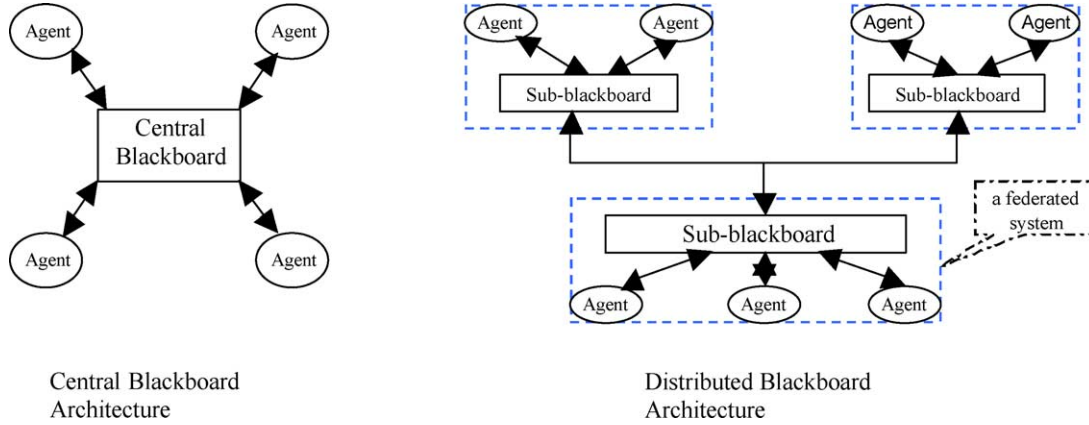 Agent
Agent
Central
Blackboard
Agent
Agent
Central Blackboard
Architecture
Agent
Agent
Sub-blackboard
Agent
Agent
Sub-blackboard
a federated
system
Sub-blackboard
Agent
Agent
Agent
Distributed Blackboard
Architecture